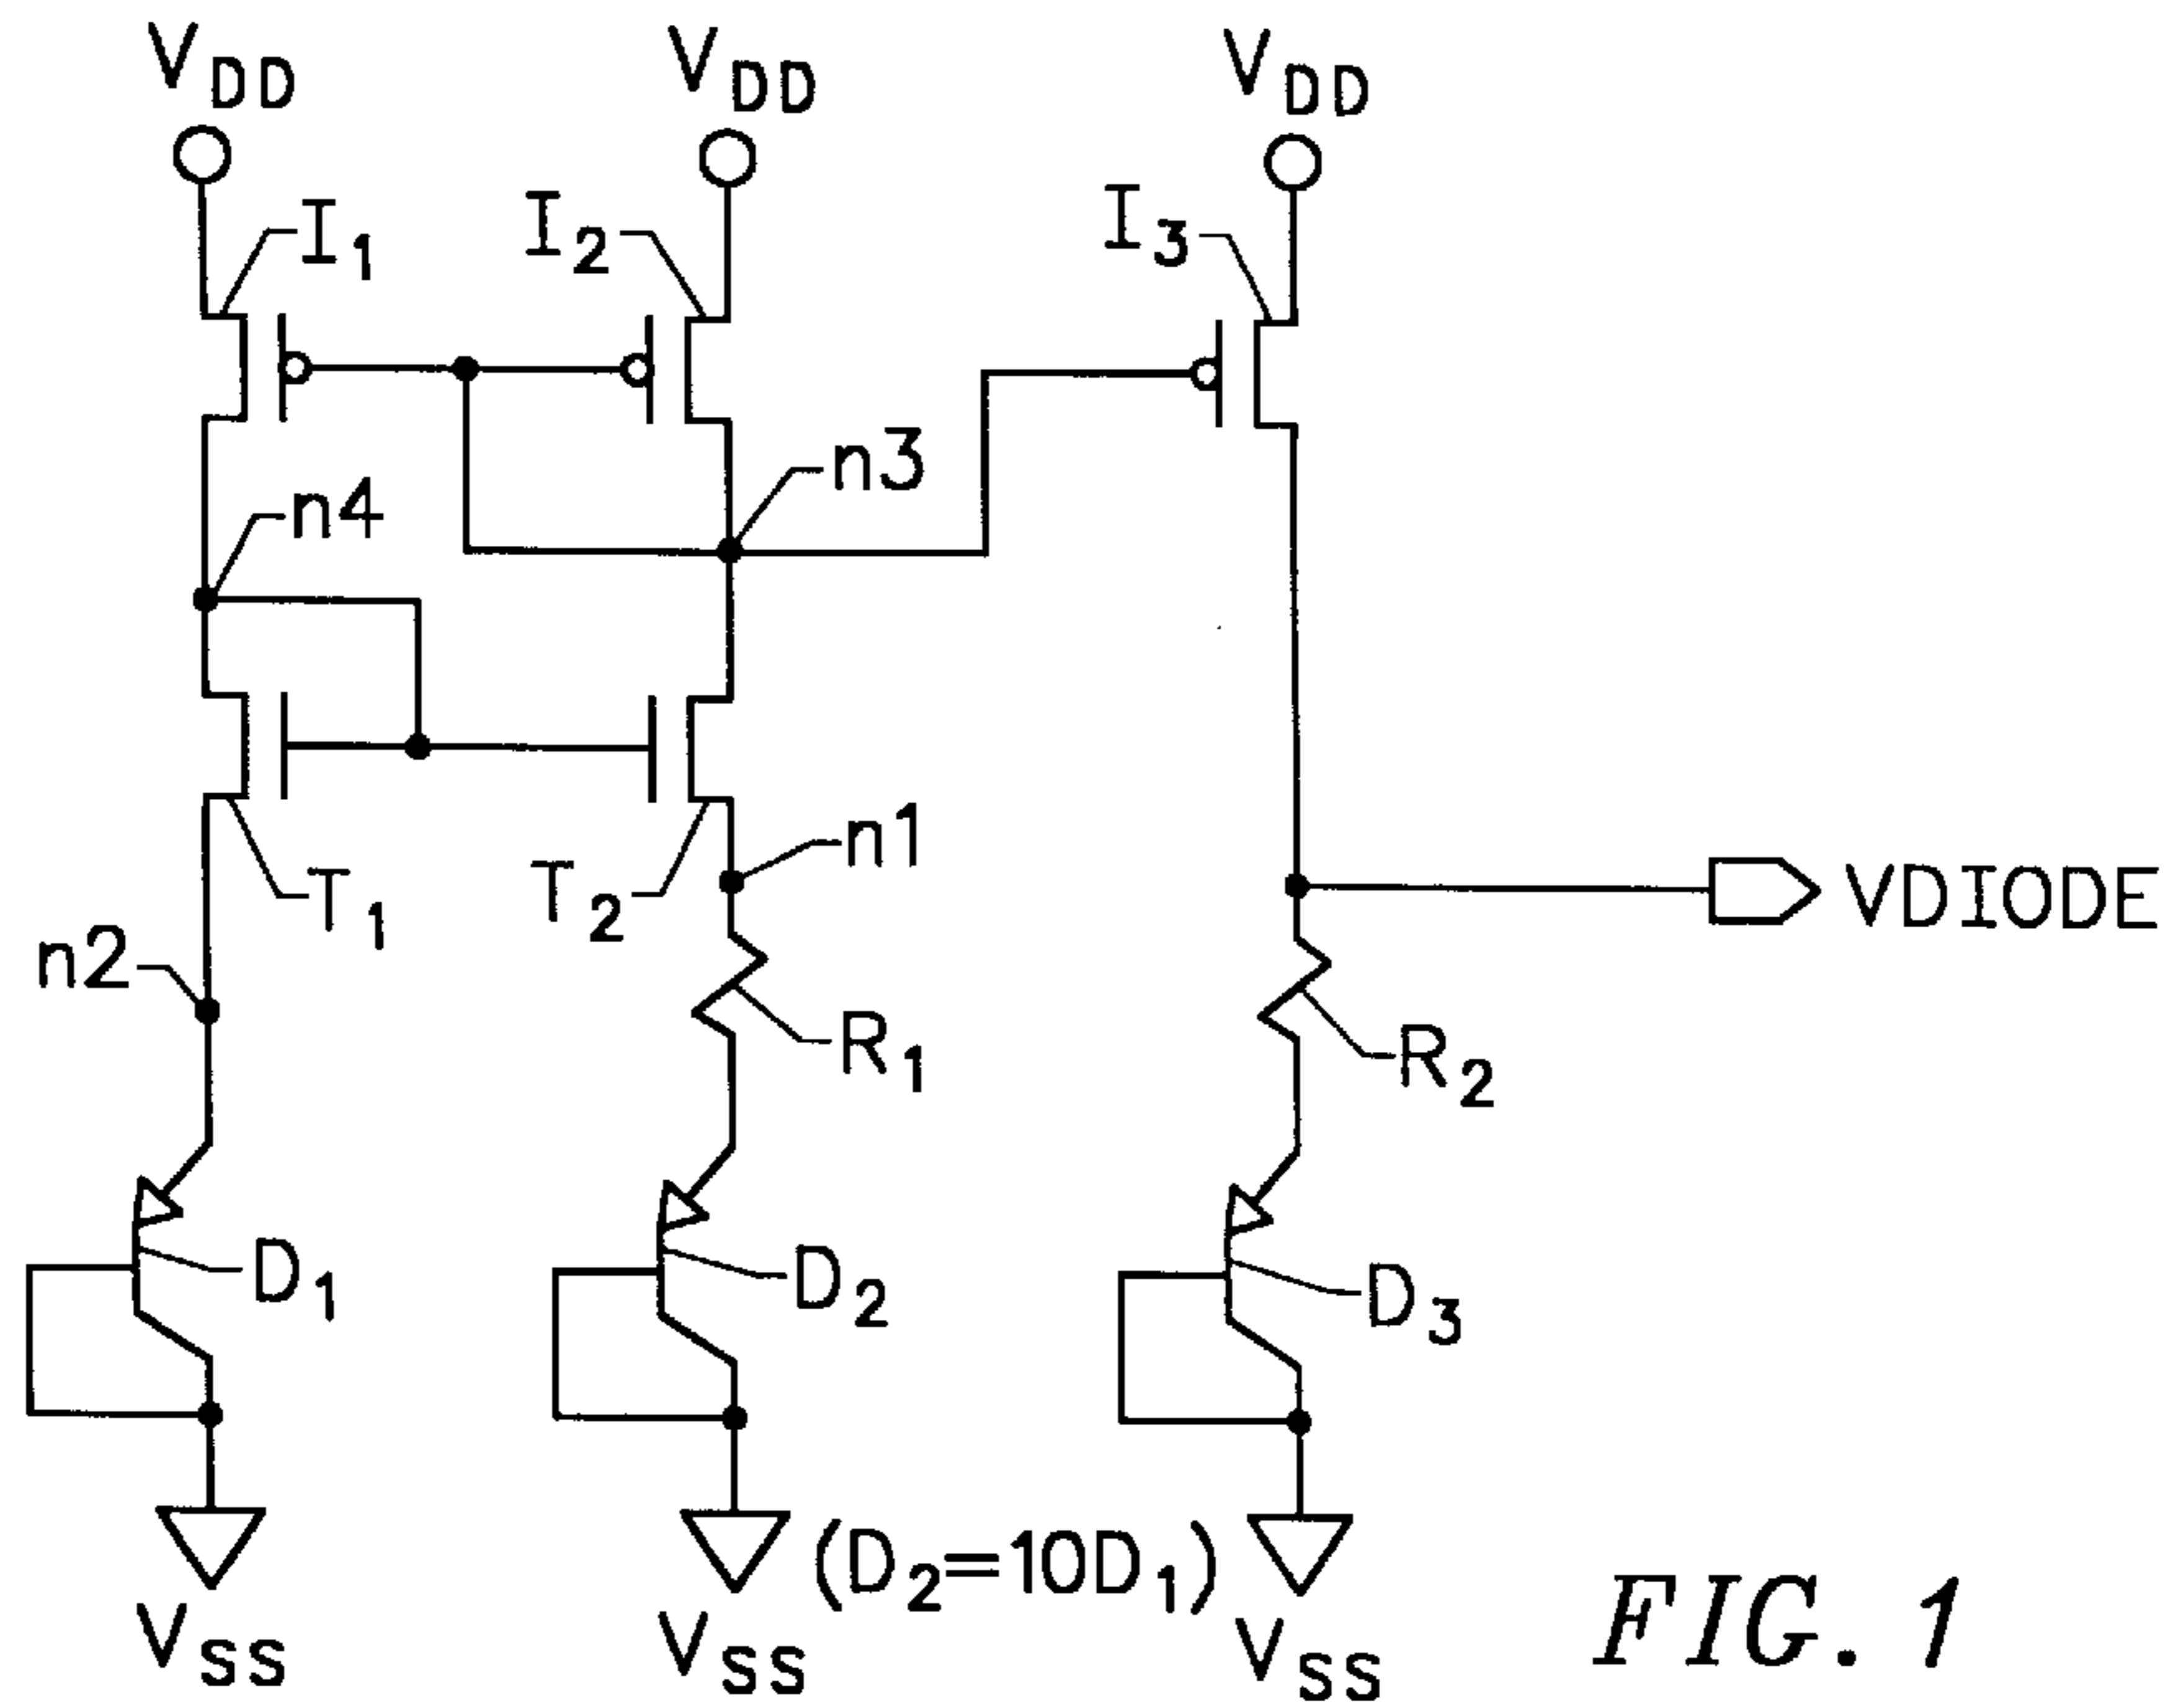 VDD VDD VDD
I1 I2 I3
n3
n4
n1
T1 T2
VDIODE
n2
R1 R2
D1 D2 D3
(D2=10D1)
VSS VSS VSS
FIG. 1